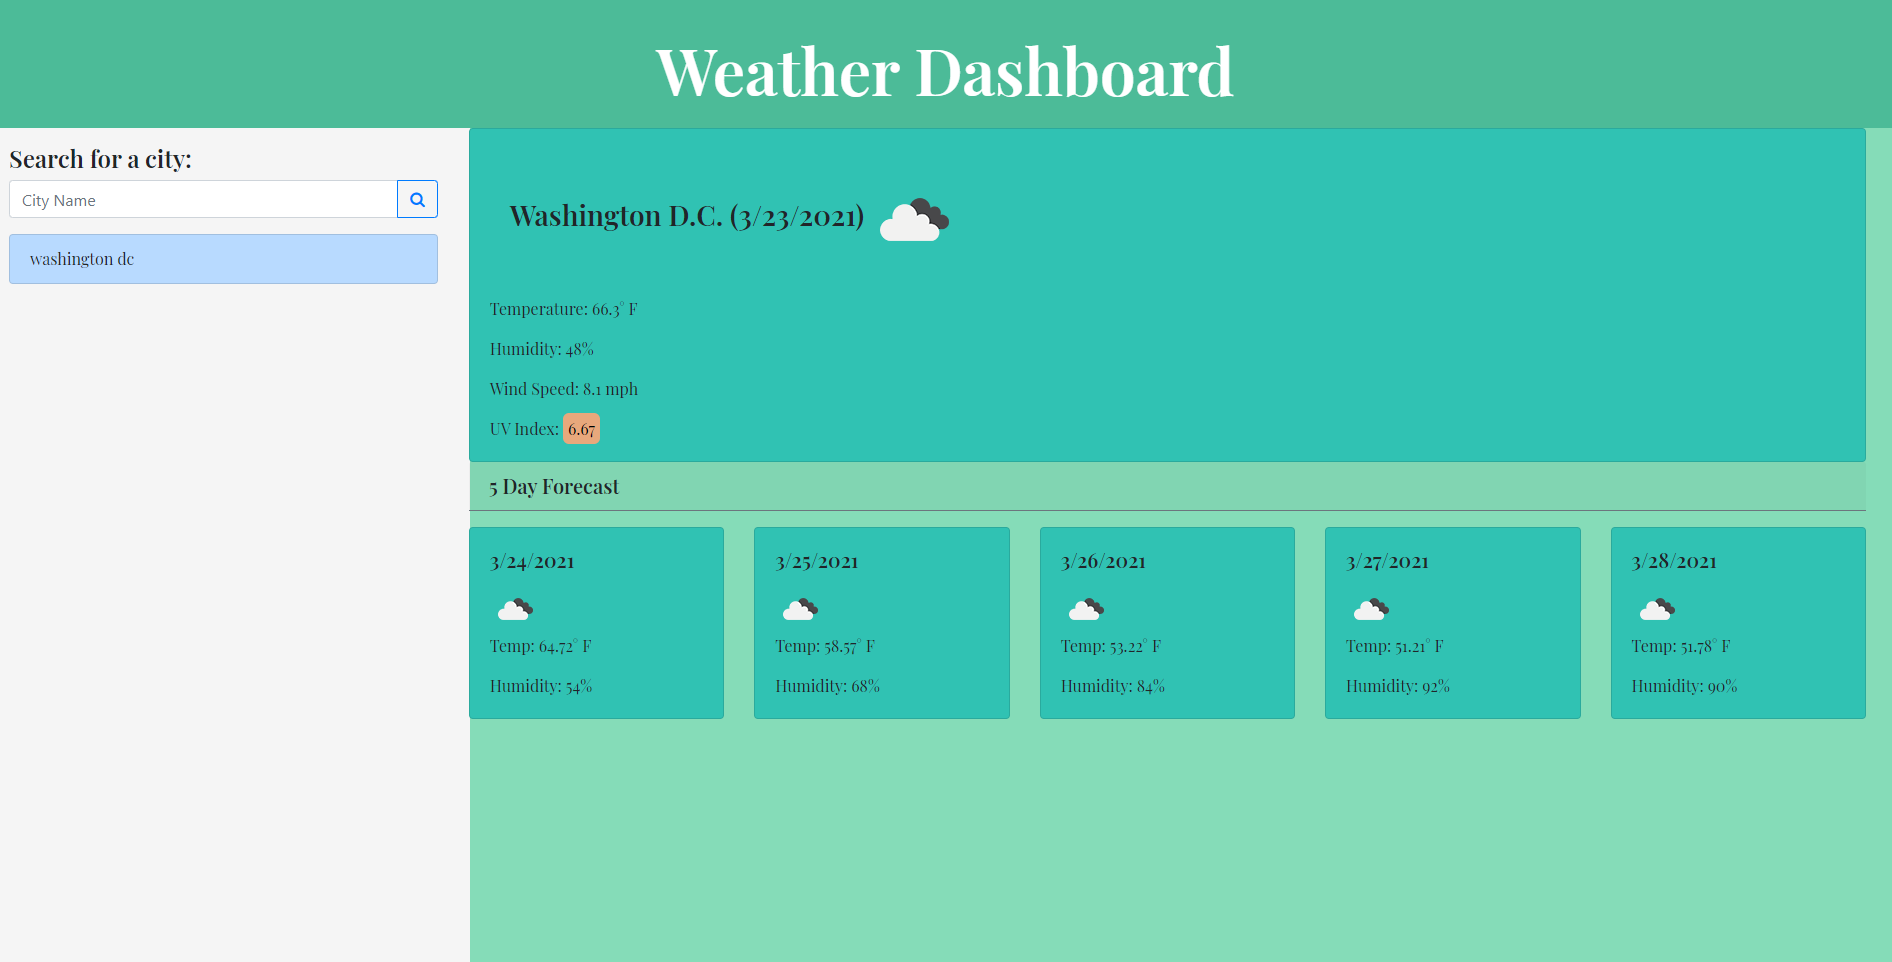 Weather Dashboard
Search for a city:
City Name
washington dc
Washington D.C. (3/23/2021)
Temperature: 66.3° F
Humidity: 48%
Wind Speed: 8.1 mph
UV Index: 6.67
5 Day Forecast
3/24/2021
Temp: 64.72° F
Humidity: 54%
3/25/2021
Temp: 58.57° F
Humidity: 68%
3/26/2021
Temp: 53.22° F
Humidity: 84%
3/27/2021
Temp: 51.21° F
Humidity: 92%
3/28/2021
Temp: 51.78° F
Humidity: 90%